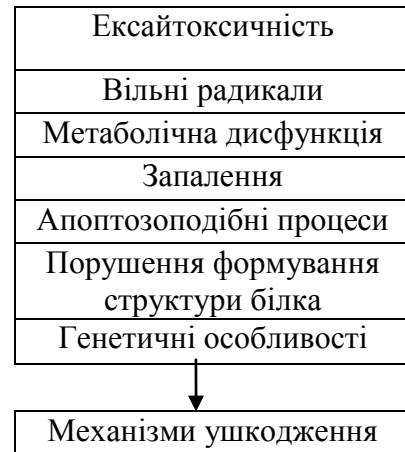 Ексайтоксичність
Вільні радикали
Метаболічна дисфункція
Запалення
Апоптозоподібні процеси
Порушення формування
структури білка
Генетичні особливості
Механізми ушкодження